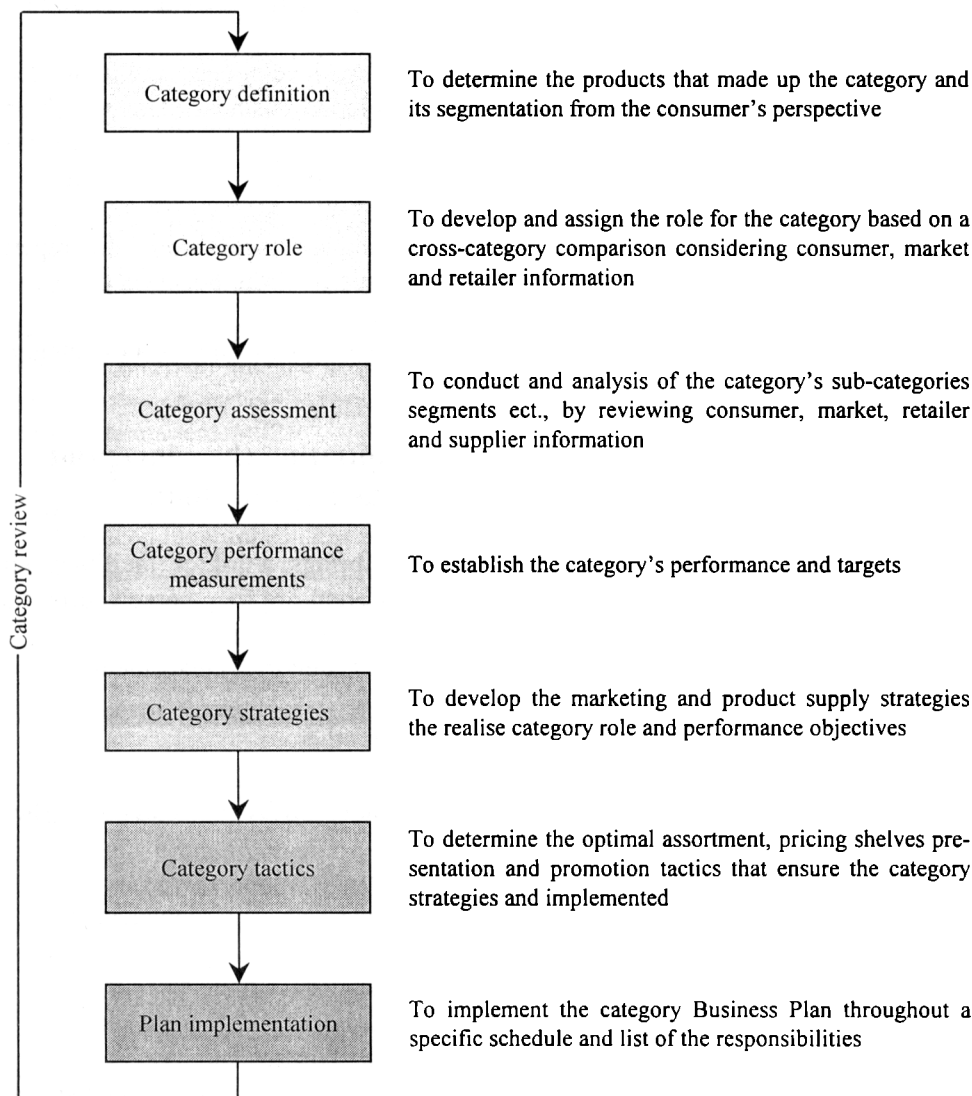 Category definition
To determine the products that made up the category and
its segmentation from the consumer's perspective
Category role
To develop and assign the role for the category based on a
cross-category comparison considering consumer, market
and retailer information
Category assessment
To conduct and analysis of the category's sub-categories
segments ect., by reviewing consumer, market, retailer
and supplier information
Category performance
measurements
To establish the category's performance and targets
Category strategies
To develop the marketing and product supply strategies
the realise category role and performance objectives
Category tactics
To determine the optimal assortment, pricing shelves pre-
sentation and promotion tactics that ensure the category
strategies and implemented
Plan implementation
To implement the category Business Plan throughout a
specific schedule and list of the responsibilities
Category review